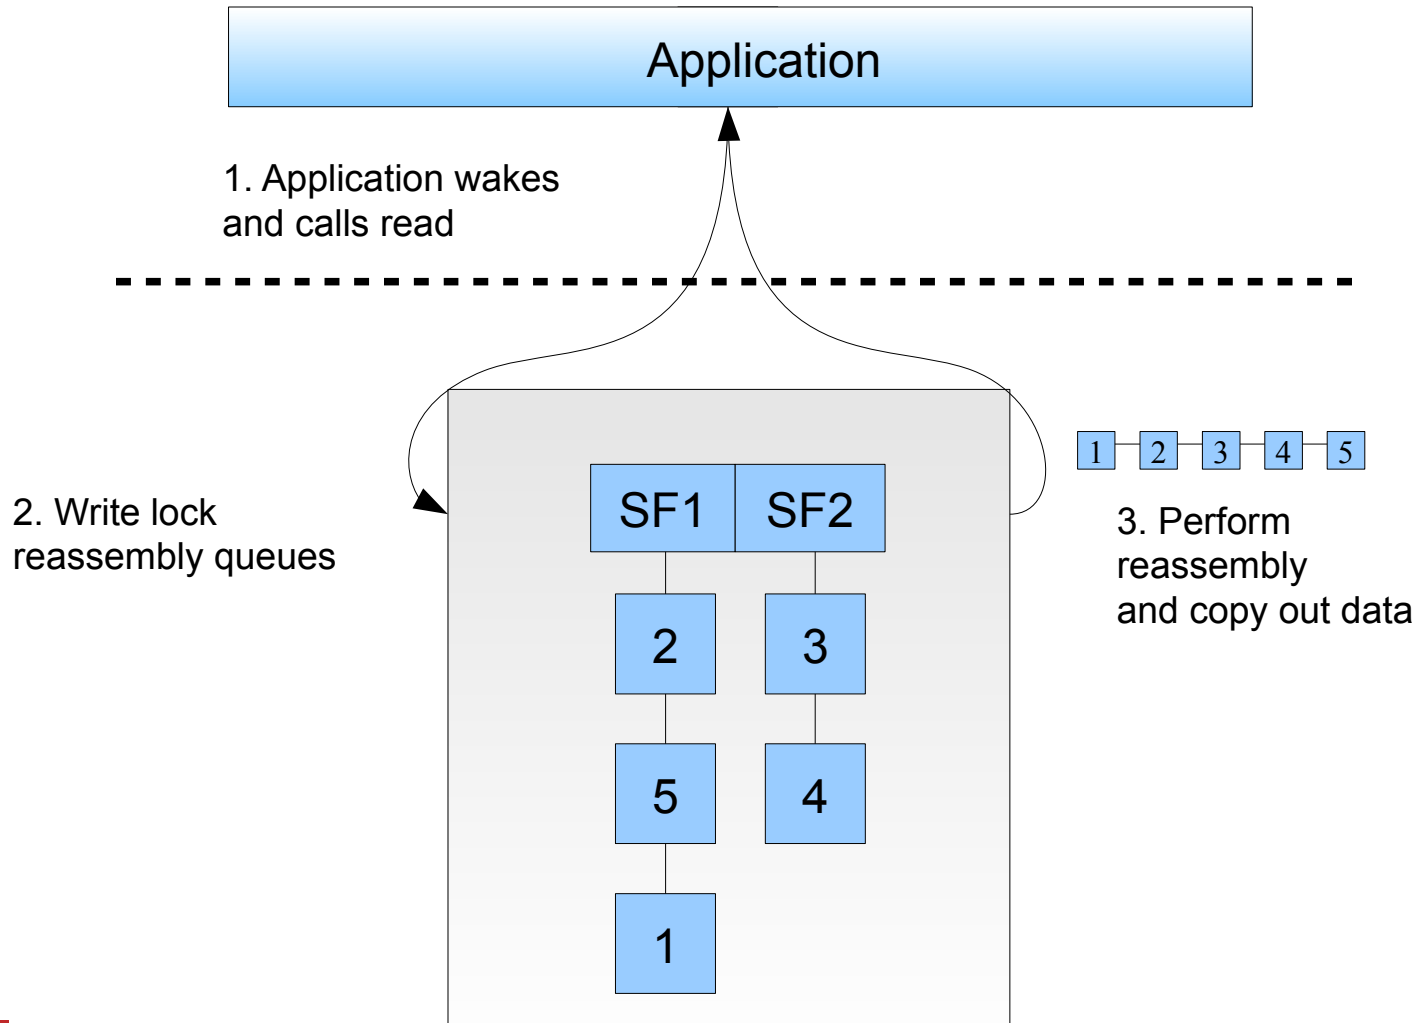 Application
1. Application wakes
and calls read
1 2 3 4 5
2. Write lock
reassembly queues
3. Perform
reassembly
and copy out data
SF1 SF2
2 3
5 4
1